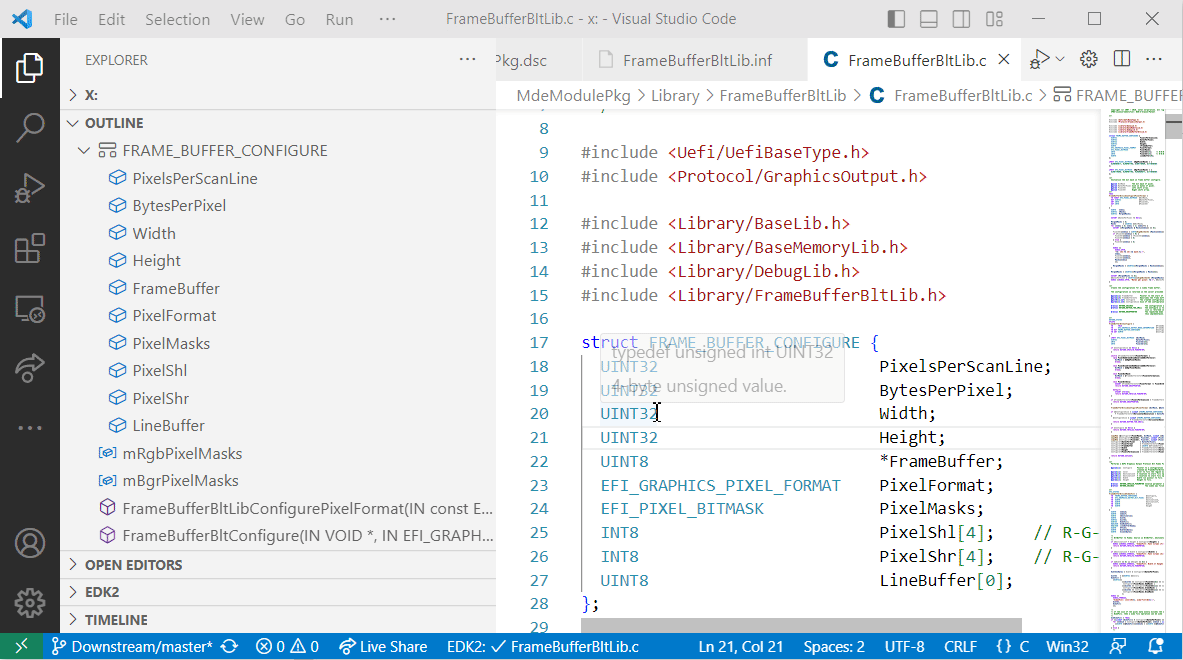 File Edit Selection View Go Run ··· FrameBufferBltLib.c - x: - Visual Studio Code
EXPLORER ···
Pkg.dsc FrameBufferBltLib.inf C FrameBufferBltLib.c
X:
MdeModulePkg > Library > FrameBufferBltLib > C FrameBufferBltLib.c > FRAME_BUFFE
OUTLINE
FRAME_BUFFER_CONFIGURE
PixelsPerScanLine
BytesPerPixel
Width
Height
FrameBuffer
PixelFormat
PixelMasks
PixelShl
PixelShr
LineBuffer
mRgbPixelMasks
mBgrPixelMasks
FrameBufferBltLibConfigurePixelFormat(IN const E...
FrameBufferBltConfigure(IN VOID *, IN EFI_GRAPH...
OPEN EDITORS
EDK2
TIMELINE
8
9 #include <Uefi/UefiBaseType.h>
10 #include <Protocol/GraphicsOutput.h>
11
12 #include <Library/BaseLib.h>
13 #include <Library/BaseMemoryLib.h>
14 #include <Library/DebugLib.h>
15 #include <Library/FrameBufferBltLib.h>
16
17 struct FRAME_BUFFER_CONFIGURE {
typedef unsigned int UINT32
18 UINT32 PixelsPerScanLine;
4-byte unsigned value.
19 UINT32 BytesPerPixel;
20 UINT32 Width;
21 UINT32 Height;
22 UINT8 *FrameBuffer;
23 EFI_GRAPHICS_PIXEL_FORMAT PixelFormat;
24 EFI_PIXEL_BITMASK PixelMasks;
25 INT8 PixelShl[4]; // R-G-
26 INT8 PixelShr[4]; // R-G-
27 UINT8 LineBuffer[0];
28 };
29
Downstream/master* 0 0 Live Share EDK2: FrameBufferBltLib.c Ln 21, Col 21 Spaces: 2 UTF-8 CRLF {} C Win32